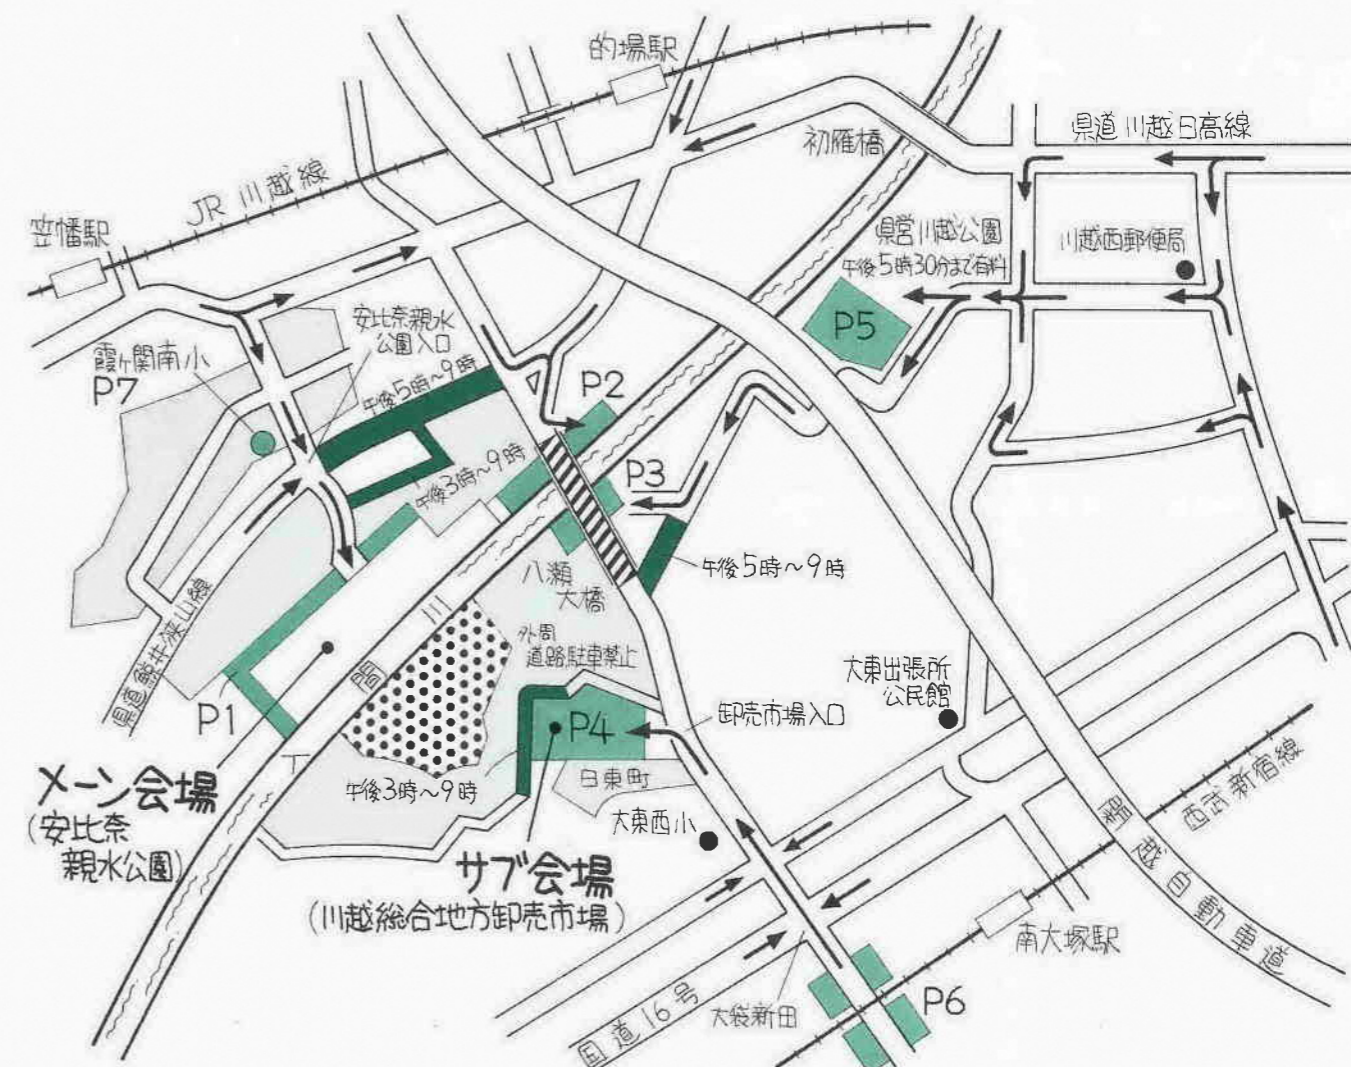 的場駅
県道川越日高線
初雁橋
JR川越線
笠幡駅
県営川越公園
午後5時30分まで有料
川越西郵便局
P5
安比奈親水
公園入口
霞ヶ関南小
P7
午後5時〜9時
P2
午後3時〜9時
P3
午後5時〜9時
八瀬
大橋
入間川
外周
道路駐車禁止
県道鯨井狭山線
大東出張所
公民館
P1
P4
卸売市場入口
メーン会場
(安比奈
親水公園)
午後3時〜9時
日東町
大東西小
西武新宿線
関越自動車道
サブ会場
(川越総合地方卸売市場)
南大塚駅
国道16号
大袋新田
P6